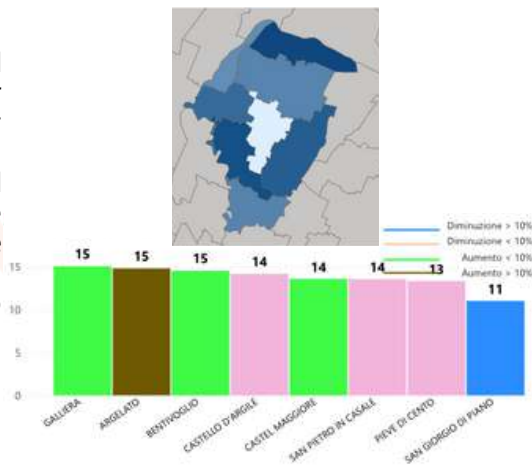 Diminuzione > 10%
Diminuzione < 10%
Aumento < 10%
Aumento > 10%
15
10
5
0
15
15
15
14
14
14
13
11
GALLIERA
ARGELATO
BENTIVOGLIO
CASTELLO D'ARGILE
CASTEL MAGGIORE
SAN PIETRO IN CASALE
PIEVE DI CENTO
SAN GIORGIO DI PIANO